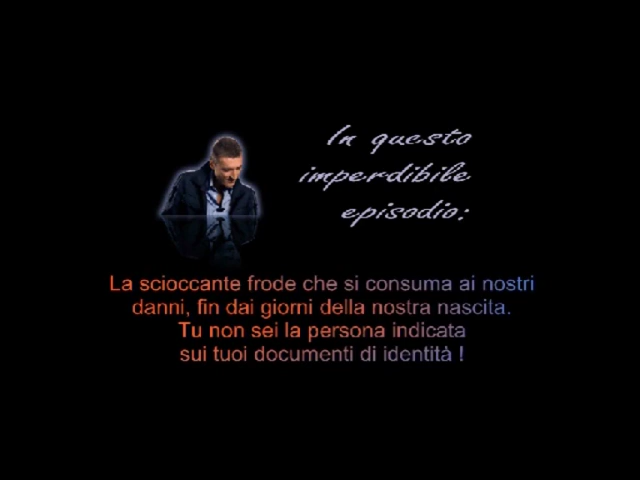 In questo
imperdibile
episodio:
La scioccante frode che si consuma ai nostri
danni, fin dai giorni della nostra nascita.
Tu non sei la persona indicata
sui tuoi documenti di identità !